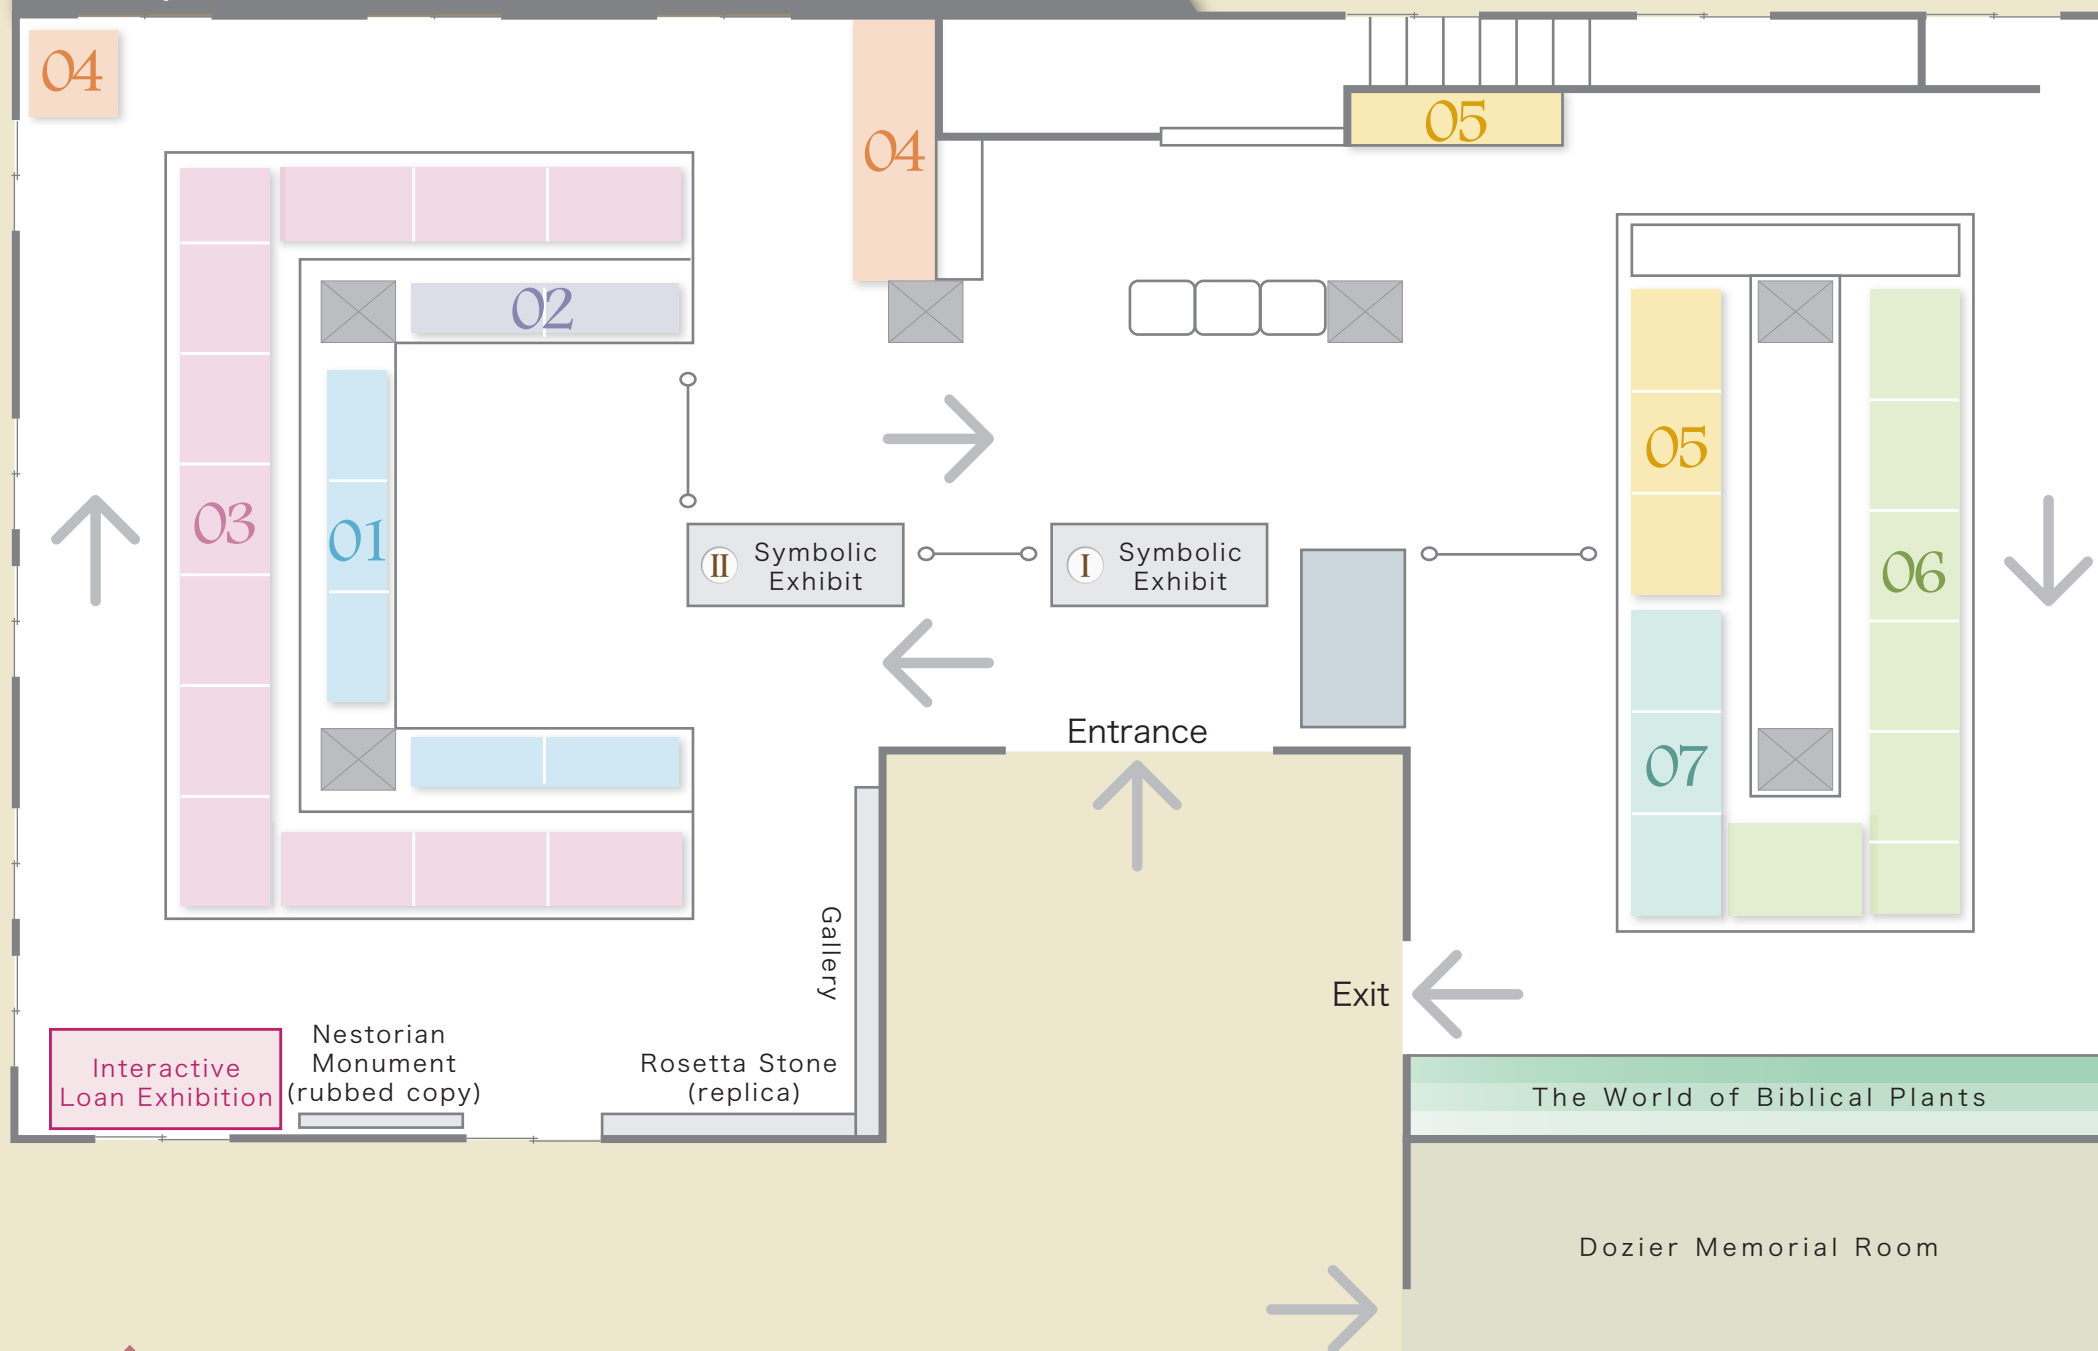 04
04
05
02
03
01
05
06
II
Symbolic
Exhibit
I
Symbolic
Exhibit
Entrance
07
Gallery
Exit
Interactive
Loan Exhibition
Nestorian
Monument
(rubbed copy)
Rosetta Stone
(replica)
The World of Biblical Plants
Dozier Memorial Room